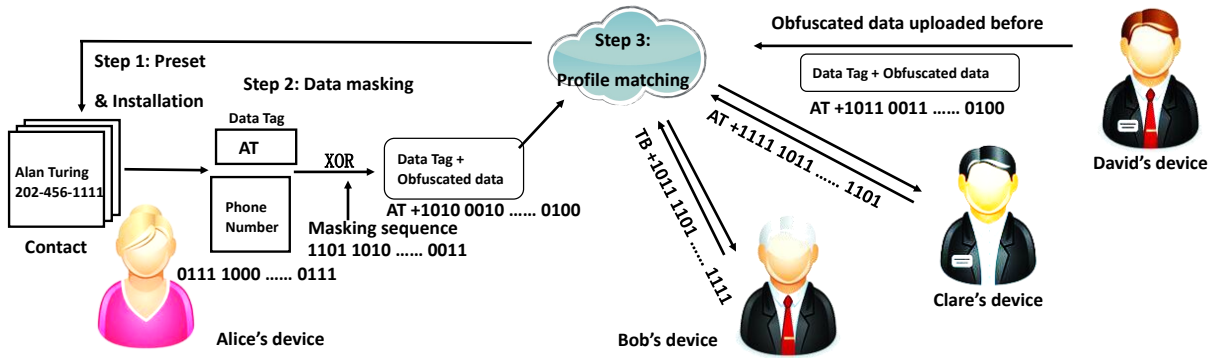 Step 1: Preset
& Installation
Step 2: Data masking
Step 3:
Profile matching
Obfuscated data uploaded before
Data Tag + Obfuscated data
AT +1011 0011 ...... 0100
David's device
Data Tag
AT
Alan Turing
202-456-1111
Contact
Phone
Number
XOR
Masking sequence
1101 1010 ...... 0011
Data Tag +
Obfuscated data
AT +1010 0010 ...... 0100
0111 1000 ...... 0111
Alice's device
TB +1011 1101 ...... 1111
Bob's device
AT +1111 1011 ...... 1101
Clare's device